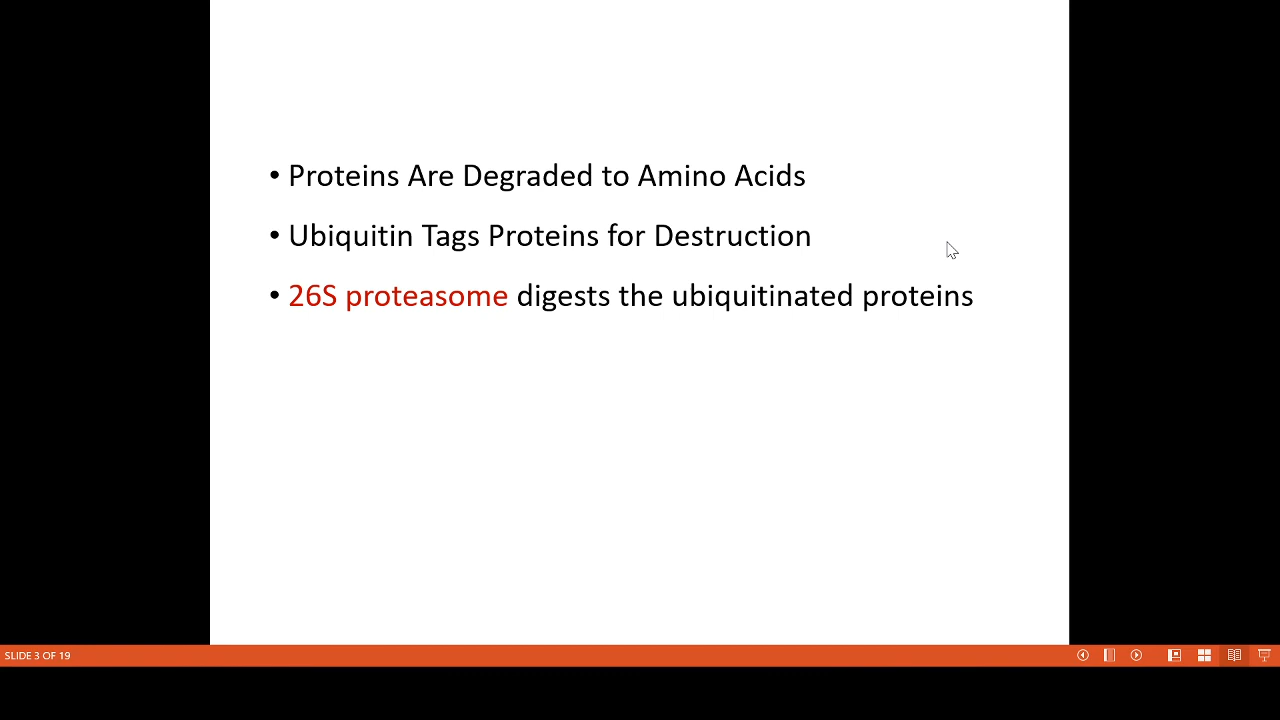 • Proteins Are Degraded to Amino Acids
• Ubiquitin Tags Proteins for Destruction
• 26S proteasome digests the ubiquitinated proteins
SLIDE 3 OF 19